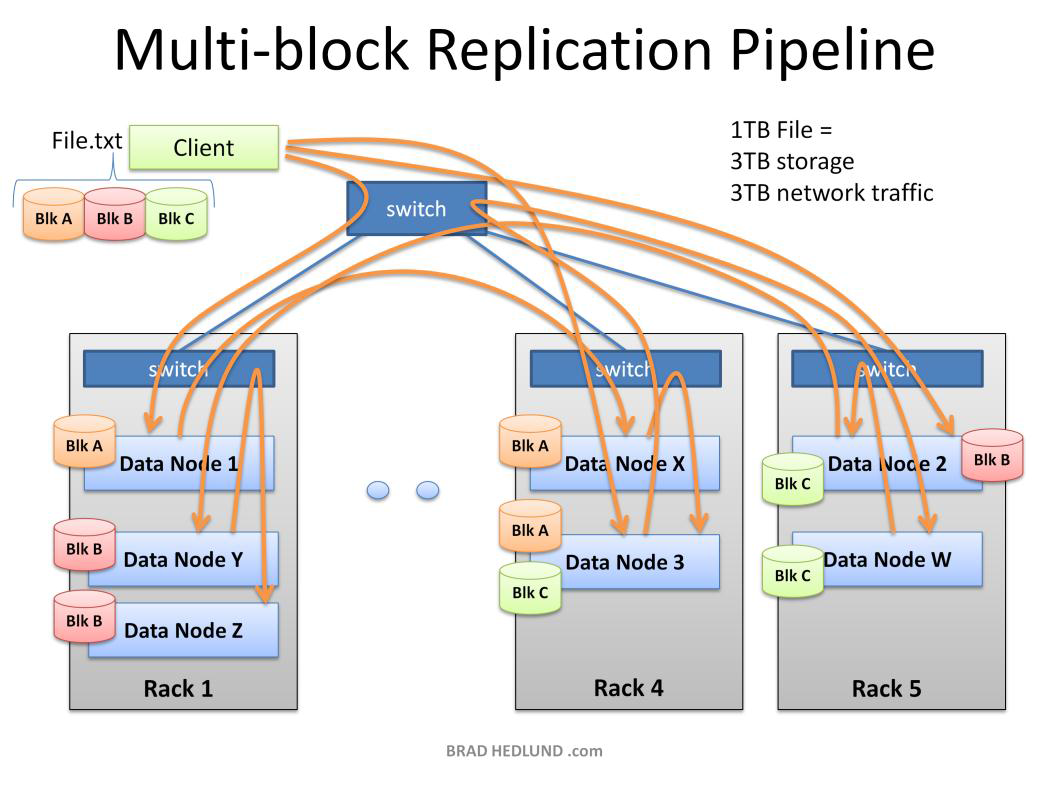 Multi-block Replication Pipeline
File.txt
Client
1TB File =
3TB storage
3TB network traffic
Blk A
Blk B
Blk C
switch
switch
switch
switch
Blk A
Data Node 1
Blk A
Data Node X
Data Node 2
Blk B
Blk C
Blk B
Data Node Y
Blk A
Data Node 3
Blk C
Data Node W
Blk C
Blk B
Data Node Z
Rack 1
Rack 4
Rack 5
BRAD HEDLUND .com